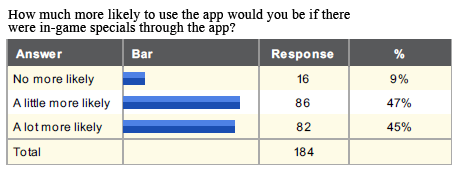 How much more likely to use the app would you be if there
were in-game specials through the app?
Answer Bar Response %
No more likely 16 9%
A little more likely 86 47%
A lot more likely 82 45%
Total 184